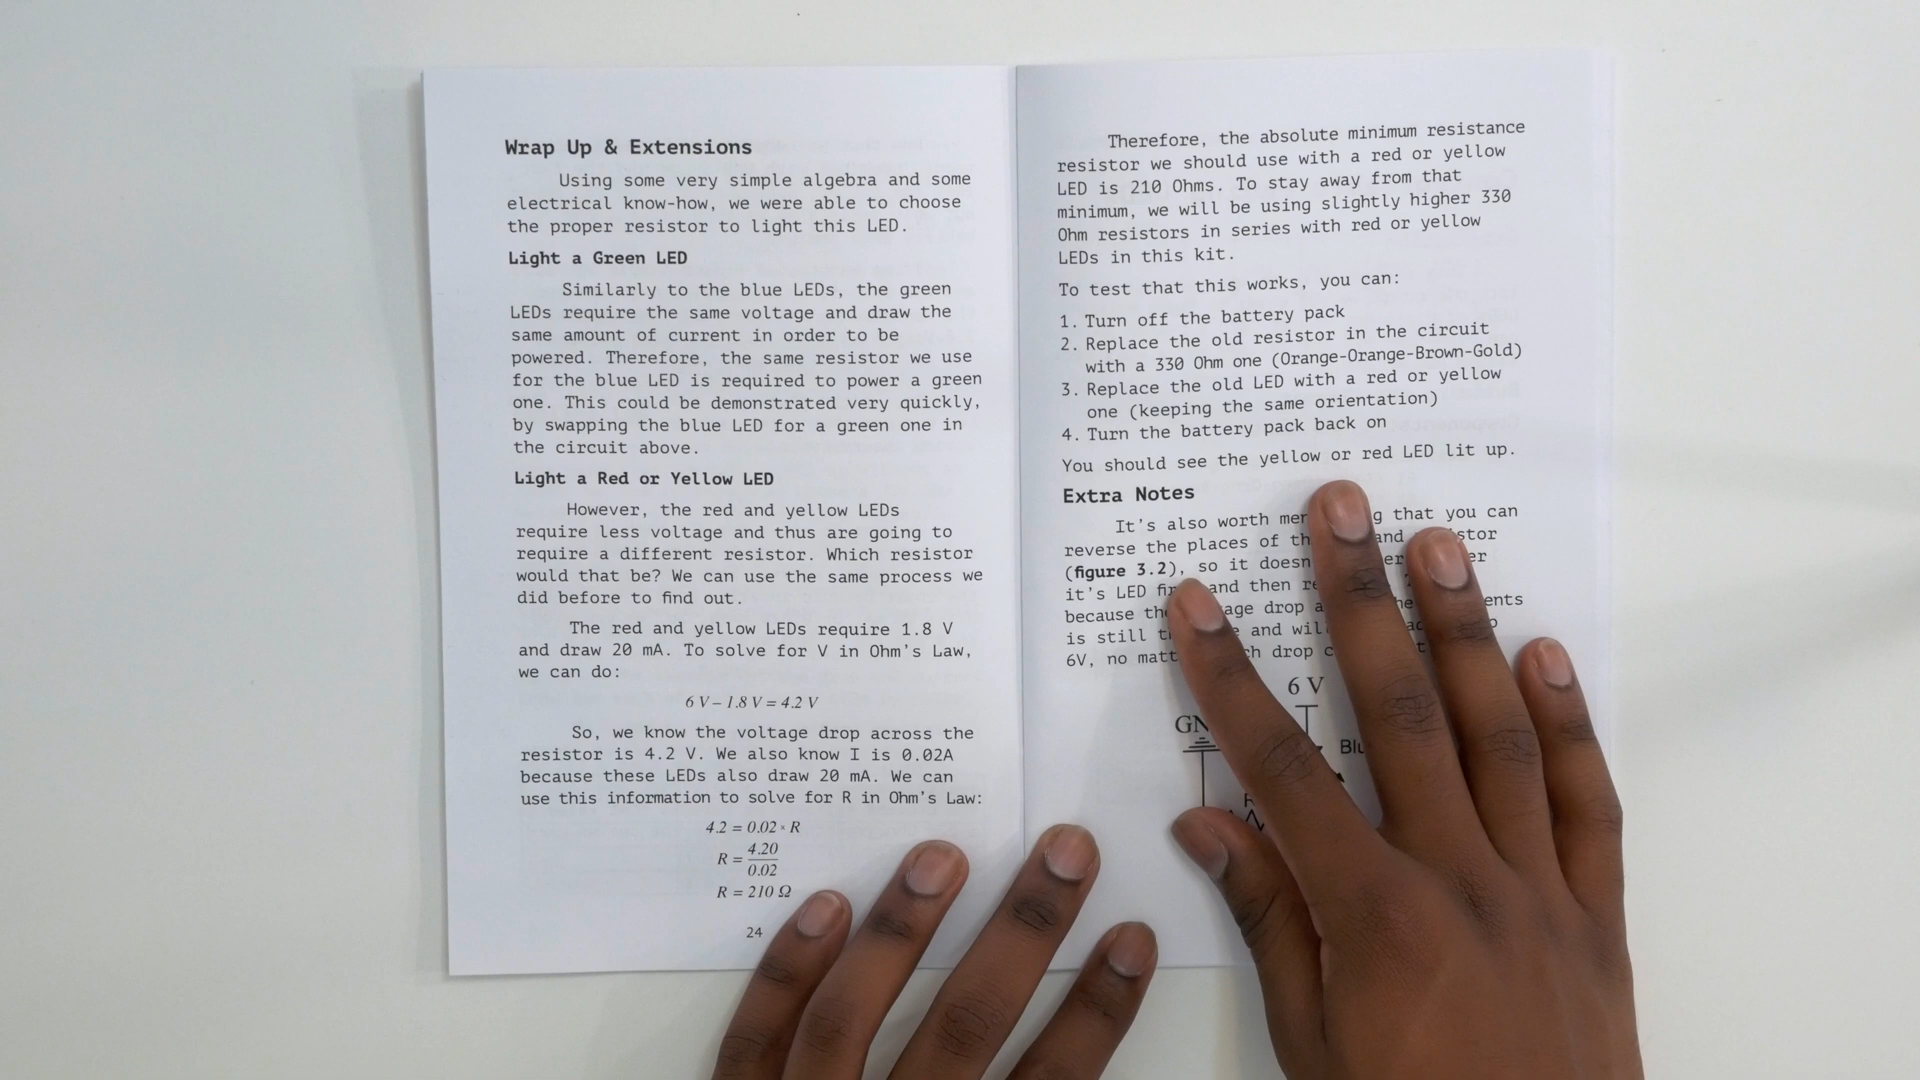 Wrap Up & Extensions
Using some very simple algebra and some
electrical know-how, we were able to choose
the proper resistor to light this LED.
Light a Green LED
Similarly to the blue LEDs, the green
LEDs require the same voltage and draw the
same amount of current in order to be
powered. Therefore, the same resistor we use
for the blue LED is required to power a green
one. This could be demonstrated very quickly,
by swapping the blue LED for a green one in
the circuit above.
Light a Red or Yellow LED
However, the red and yellow LEDs
require less voltage and thus are going to
require a different resistor. Which resistor
would that be? We can use the same process we
did before to find out.
The red and yellow LEDs require 1.8 V
and draw 20 mA. To solve for V in Ohm's Law,
we can do:
6 V – 1.8 V = 4.2 V
So, we know the voltage drop across the
resistor is 4.2 V. We also know I is 0.02A
because these LEDs also draw 20 mA. We can
use this information to solve for R in Ohm's Law:
4.2 = 0.02 * R
R = 4.20
0.02
R = 210 Ω
24
Therefore, the absolute minimum resistance
resistor we should use with a red or yellow
LED is 210 Ohms. To stay away from that
minimum, we will be using slightly higher 330
Ohm resistors in series with red or yellow
LEDs in this kit.
To test that this works, you can:
1. Turn off the battery pack
2. Replace the old resistor in the circuit
with a 330 Ohm one (Orange-Orange-Brown-Gold)
3. Replace the old LED with a red or yellow
one (keeping the same orientation)
4. Turn the battery pack back on
You should see the yellow or red LED lit up.
Extra Notes
It's also worth that you can
reverse the places of and
(figure 3.2), so it
it's LED and then
because drop
is still and
6V, no drop
6 V